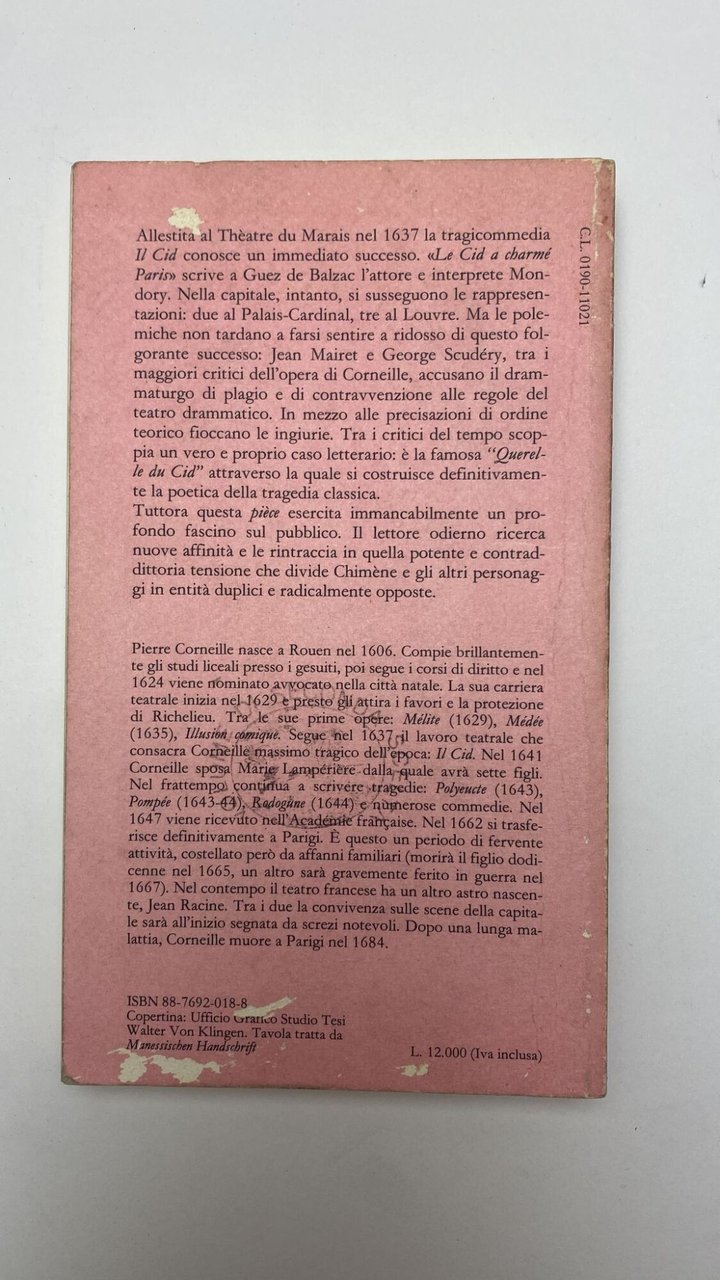 Allestita al Thèatre du Marais nel 1637 la tragicommedia
Il Cid conosce un immediato successo. «Le Cid a charmé
Paris» scrive a Guez de Balzac l'attore e interprete Mon-
dory. Nella capitale, intanto, si susseguono le rappresen-
tazioni: due al Palais-Cardinal, tre al Louvre. Ma le pole-
miche non tardano a farsi sentire a ridosso di questo fol-
gorante successo: Jean Mairet e George Scudéry, tra i
maggiori critici dell'opera di Corneille, accusano il dram-
maturgo di plagio e di contravvenzione alle regole del
teatro drammatico. In mezzo alle precisazioni di ordine
teorico fioccano le ingiurie. Tra i critici del tempo scop-
pia un vero e proprio caso letterario: è la famosa "Querel-
le du Cid" attraverso la quale si costruisce definitivamen-
te la poetica della tragedia classica.
Tuttora questa pièce esercita immancabilmente un pro-
fondo fascino sul pubblico. Il lettore odierno ricerca
nuove affinità e le rintraccia in quella potente e contrad-
dittoria tensione che divide Chimène e gli altri personag-
gi in entità duplici e radicalmente opposte.
Pierre Corneille nasce a Rouen nel 1606. Compie brillantemen-
te gli studi liceali presso i gesuiti, poi segue i corsi di diritto e nel
1624 viene nominato avvocato nella città natale. La sua carriera
teatrale inizia nel 1629 e presto gli attira i favori e la protezione
di Richelieu. Tra le sue prime opere: Mélite (1629), Médée
(1635), Illusion comique. Segue nel 1637 il lavoro teatrale che
consacra Corneille massimo tragico dell'epoca: Il Cid. Nel 1641
Corneille sposa Marie Lampérière dalla quale avrà sette figli.
Nel frattempo continua a scrivere tragedie: Polyeucte (1643),
Pompée (1643-44), Rodogùne (1644) e numerose commedie. Nel
1647 viene ricevuto nell'Académie française. Nel 1662 si trasfe-
risce definitivamente a Parigi. È questo un periodo di fervente
attività, costellato però da affanni familiari (morirà il figlio dodi-
cenne nel 1665, un altro sarà gravemente ferito in guerra nel
1667). Nel contempo il teatro francese ha un altro astro nascen-
te, Jean Racine. Tra i due la convivenza sulle scene della capita-
le sarà all'inizio segnata da screzi notevoli. Dopo una lunga ma-
lattia, Corneille muore a Parigi nel 1684.
ISBN 88-7692-018-8
Copertina: Ufficio Grafico Studio Tesi
Walter Von Klingen. Tavola tratta da
Manessischen Handschrift
L. 12.000 (Iva inclusa)
C.L. 0190-11021